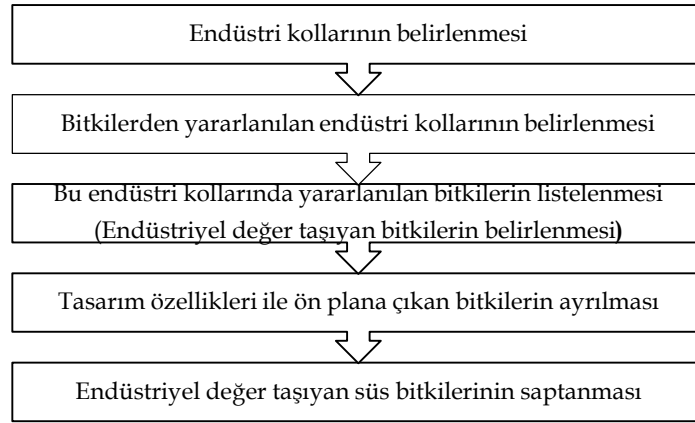 Endüstri kollarının belirlenmesi
Bitkilerden yararlanılan endüstri kollarının belirlenmesi
Bu endüstri kollarında yararlanılan bitkilerin listelenmesi
(Endüstriyel değer taşıyan bitkilerin belirlenmesi)
Tasarım özellikleri ile ön plana çıkan bitkilerin ayrılması
Endüstriyel değer taşıyan süs bitkilerinin saptanması